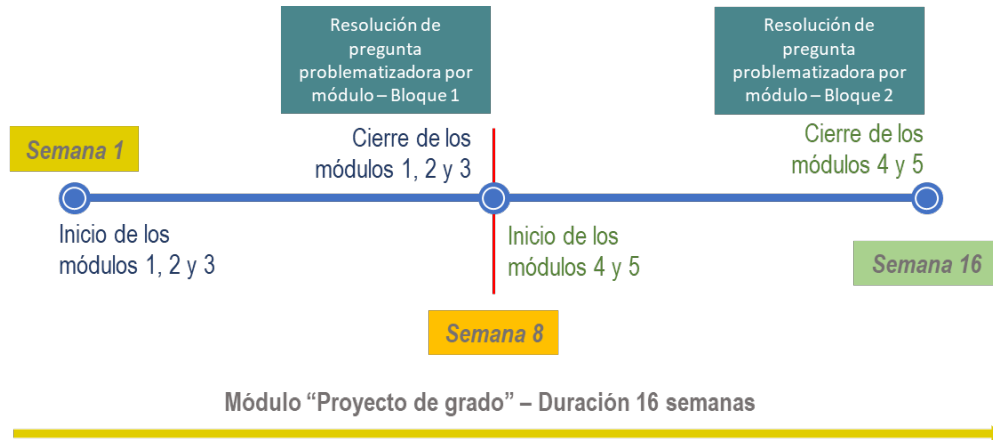 Resolución de
pregunta
problematizadora por
módulo – Bloque 1
Resolución de
pregunta
problematizadora por
módulo – Bloque 2
Semana 1
Cierre de los
módulos 1, 2 y 3
Cierre de los
módulos 4 y 5
Inicio de los
módulos 1, 2 y 3
Inicio de los
módulos 4 y 5
Semana 16
Semana 8
Módulo “Proyecto de grado” – Duración 16 semanas